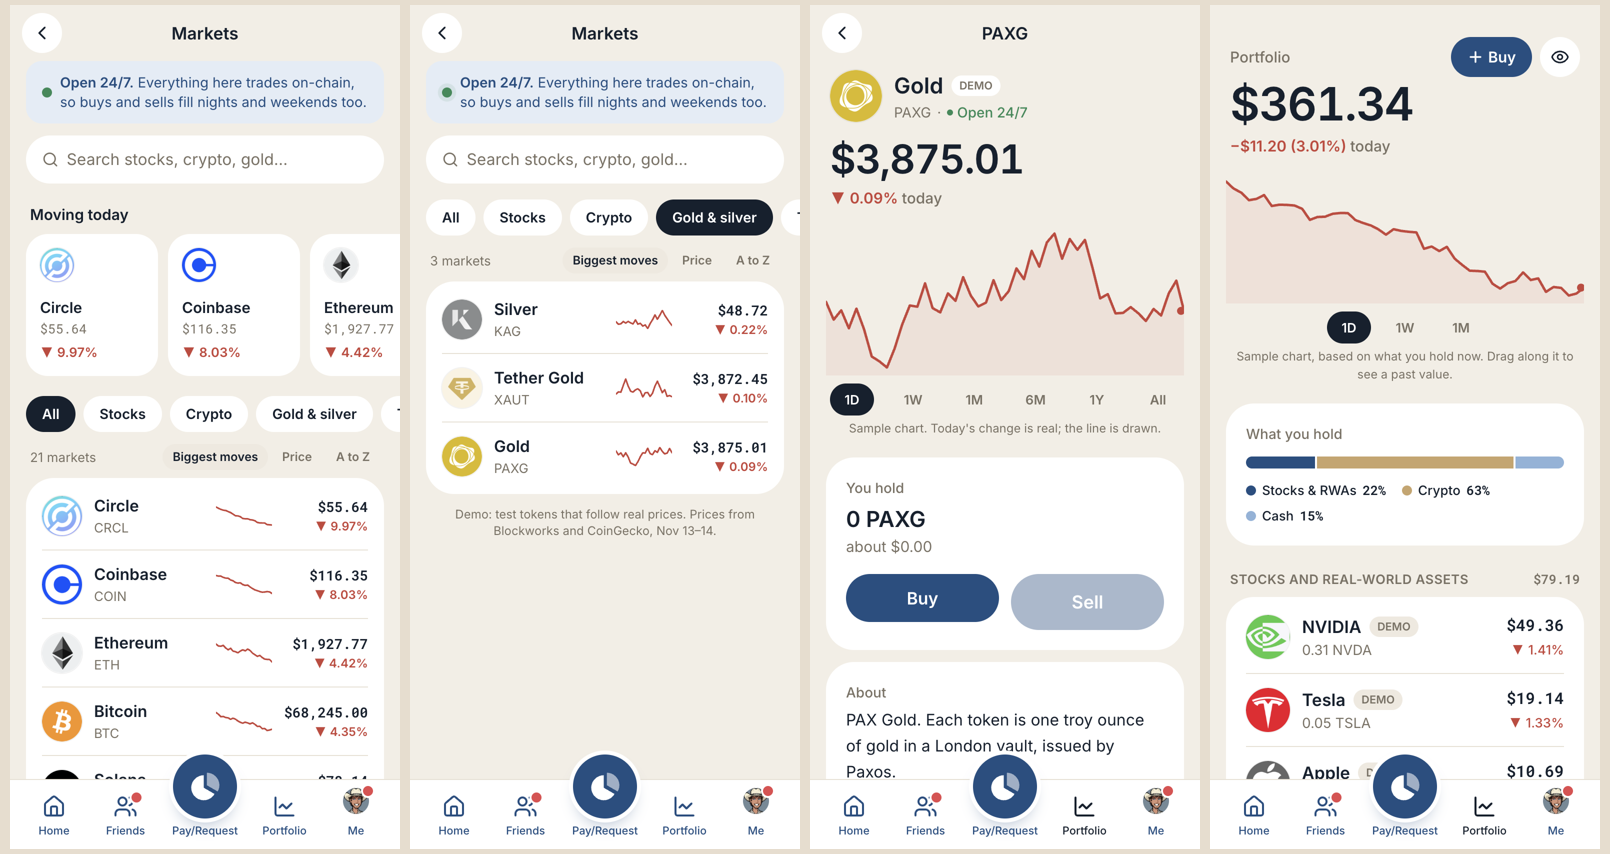 Markets
Open 24/7. Everything here trades on-chain,
so buys and sells fill nights and weekends too.
Search stocks, crypto, gold...
Moving today
Circle
$55.64
▼ 9.97%
Coinbase
$116.35
▼ 8.03%
Ethereum
$1,927.77
▼ 4.42%
All
Stocks
Crypto
Gold & silver
21 markets
Biggest moves
Price
A to Z
Circle
CRCL
$55.64
▼ 9.97%
Coinbase
COIN
$116.35
▼ 8.03%
Ethereum
ETH
$1,927.77
▼ 4.42%
Bitcoin
BTC
$68,245.00
▼ 4.35%
Home
Friends
Pay/Request
Portfolio
Me
Markets
Open 24/7. Everything here trades on-chain,
so buys and sells fill nights and weekends too.
Search stocks, crypto, gold...
All
Stocks
Crypto
Gold & silver
3 markets
Biggest moves
Price
A to Z
Silver
KAG
$48.72
▼ 0.22%
Tether Gold
XAUT
$3,872.45
▼ 0.10%
Gold
PAXG
$3,875.01
▼ 0.09%
Demo: test tokens that follow real prices. Prices from
Blockworks and CoinGecko, Nov 13–14.
Home
Friends
Pay/Request
Portfolio
Me
PAXG
Gold DEMO
PAXG · Open 24/7
$3,875.01
▼ 0.09% today
1D
1W
1M
6M
1Y
All
Sample chart. Today's change is real; the line is drawn.
You hold
0 PAXG
about $0.00
Buy
Sell
About
PAX Gold. Each token is one troy ounce
of gold in a London vault, issued by
Paxos.
Home
Friends
Pay/Request
Portfolio
Me
Portfolio
+ Buy
$361.34
−$11.20 (3.01%) today
1D
1W
1M
Sample chart, based on what you hold now. Drag along it to
see a past value.
What you hold
Stocks & RWAs 22%
Crypto 63%
Cash 15%
STOCKS AND REAL-WORLD ASSETS
$79.19
NVIDIA DEMO
0.31 NVDA
$49.36
▼ 1.41%
Tesla DEMO
0.05 TSLA
$19.14
▼ 1.33%
Apple
$10.69
Home
Friends
Pay/Request
Portfolio
Me